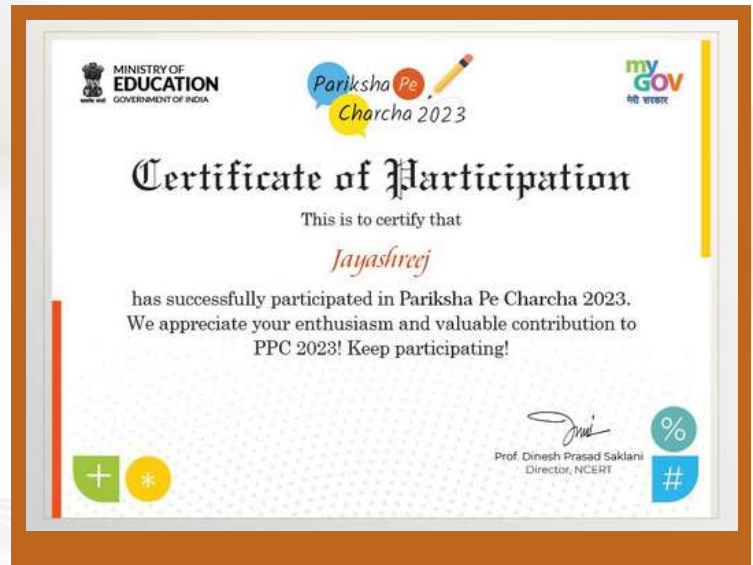 MINISTRY OF
EDUCATION
GOVERNMENT OF INDIA
Pariksha Pe
Charcha 2023
my
GOV
मेरी सरकार
Certificate of Participation
This is to certify that
Jayashreej
has successfully participated in Pariksha Pe Charcha 2023.
We appreciate your enthusiasm and valuable contribution to
PPC 2023! Keep participating!
Prof. Dinesh Prasad Saklani
Director, NCERT
%
+ *
#